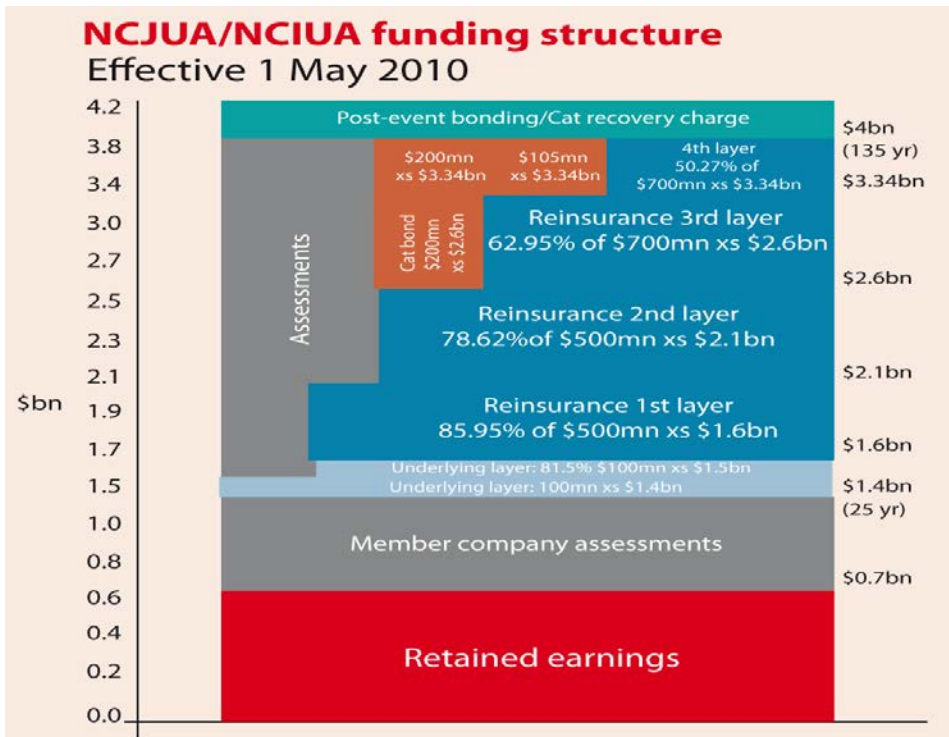 NCJUA/NCIUA funding structure
Effective 1 May 2010
$bn
4.2
3.8
3.4
3.0
2.7
2.5
2.3
2.1
1.9
1.7
1.5
1.0
0.8
0.6
0.4
0.2
0.0
Post-event bonding/Cat recovery charge
Assessments
$200mn
xs $3.34bn
$105mn
xs $3.34bn
4th layer
50.27% of
$700mn xs $3.34bn
Cat bond
$200mn
xs $2.6bn
Reinsurance 3rd layer
62.95% of $700mn xs $2.6bn
Reinsurance 2nd layer
78.62%of $500mn xs $2.1bn
Reinsurance 1st layer
85.95% of $500mn xs $1.6bn
Underlying layer: 81.5% $100mn xs $1.5bn
Underlying layer: 100mn xs $1.4bn
Member company assessments
Retained earnings
$4bn
(135 yr)
$3.34bn
$2.6bn
$2.1bn
$1.6bn
$1.4bn
(25 yr)
$0.7bn